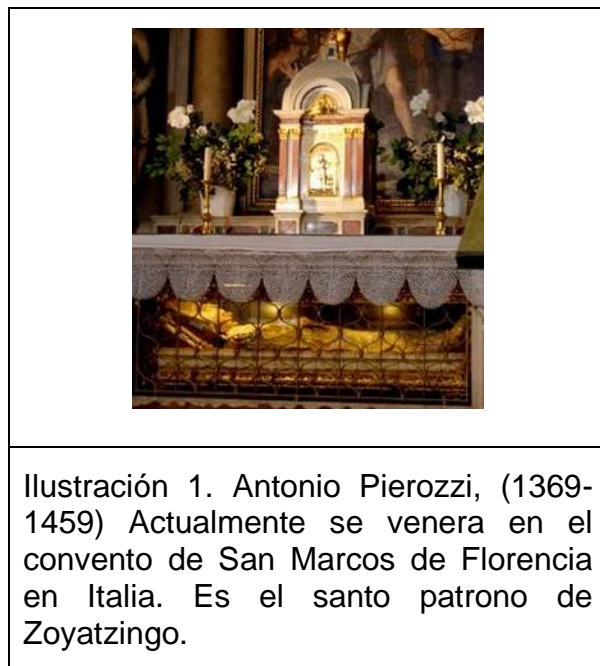 Ilustración 1. Antonio Pierozzi, (1369-
1459) Actualmente se venera en el
convento de San Marcos de Florencia
en Italia. Es el santo patrono de
Zoyatzingo.